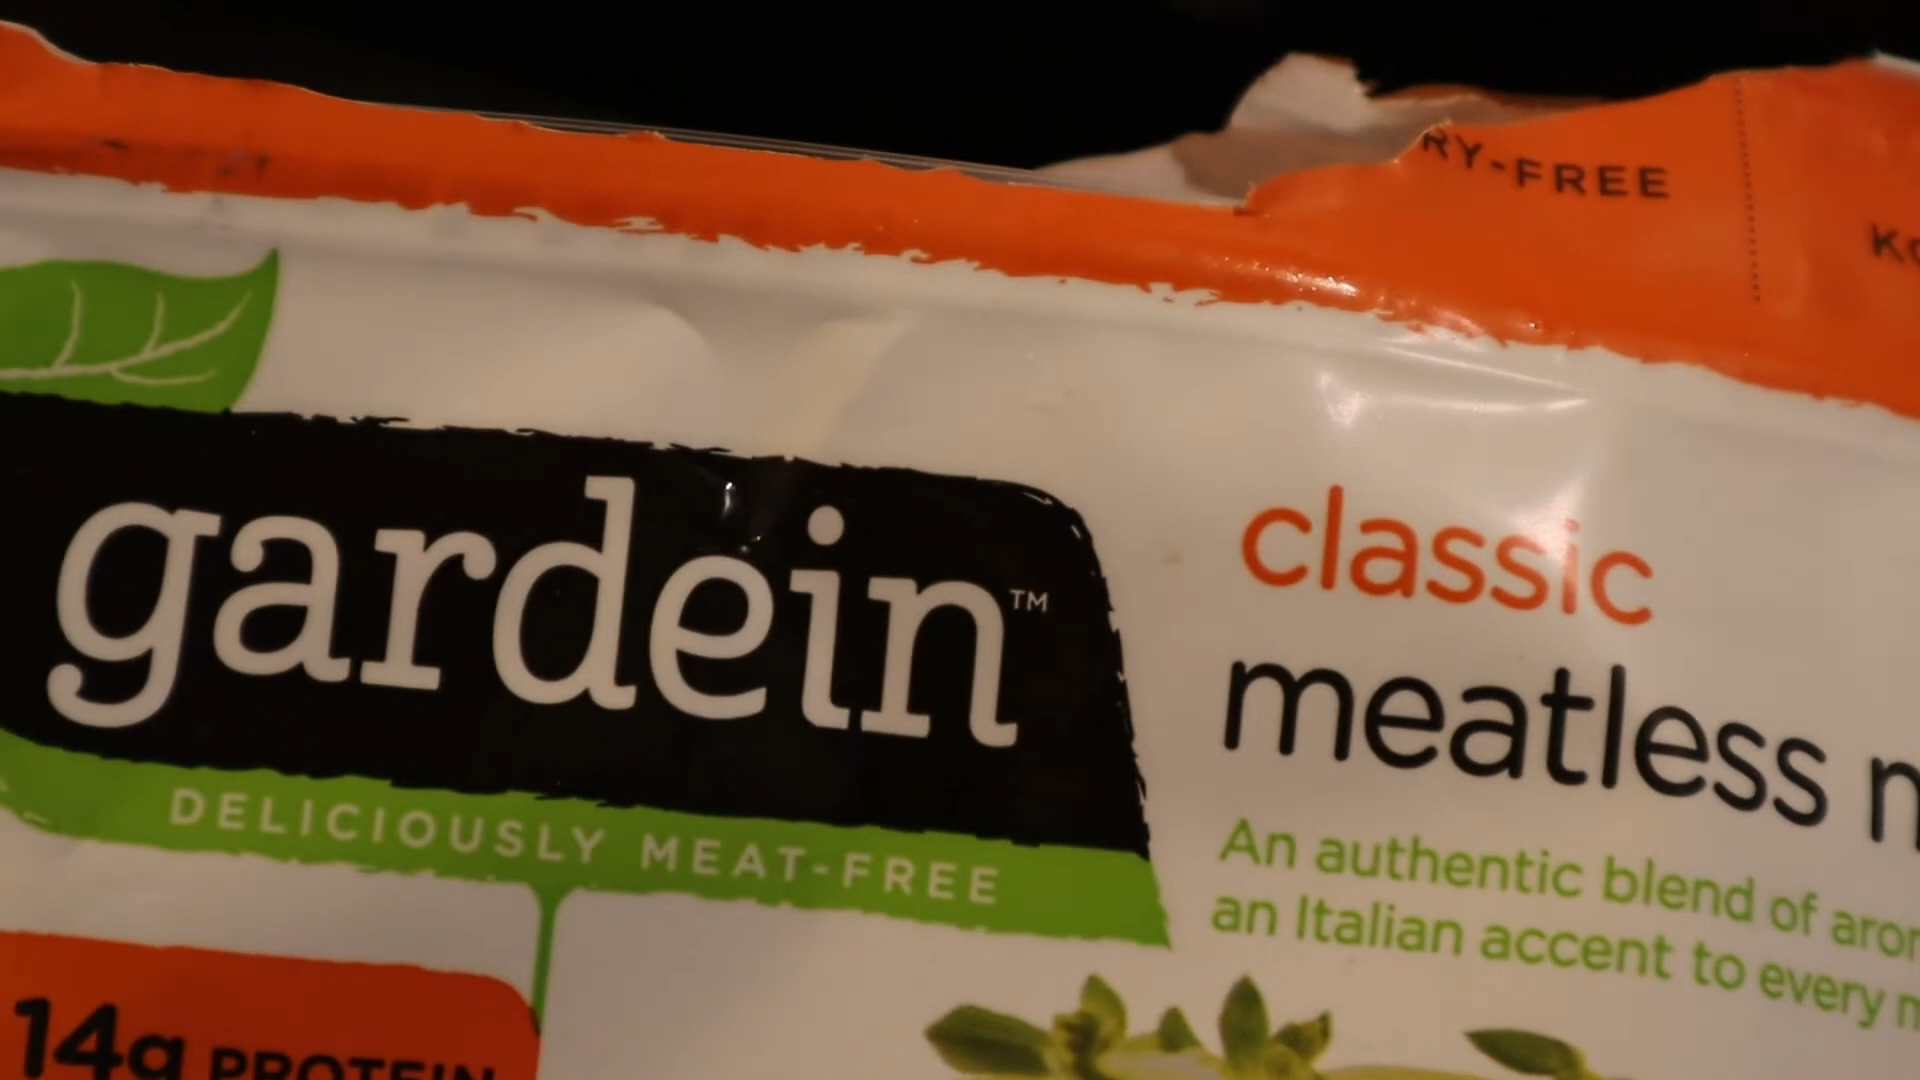 RY-FREE
gardein™
DELICIOUSLY MEAT-FREE
classic
meatless
An authentic blend of
an Italian accent to every
14g PROTEIN